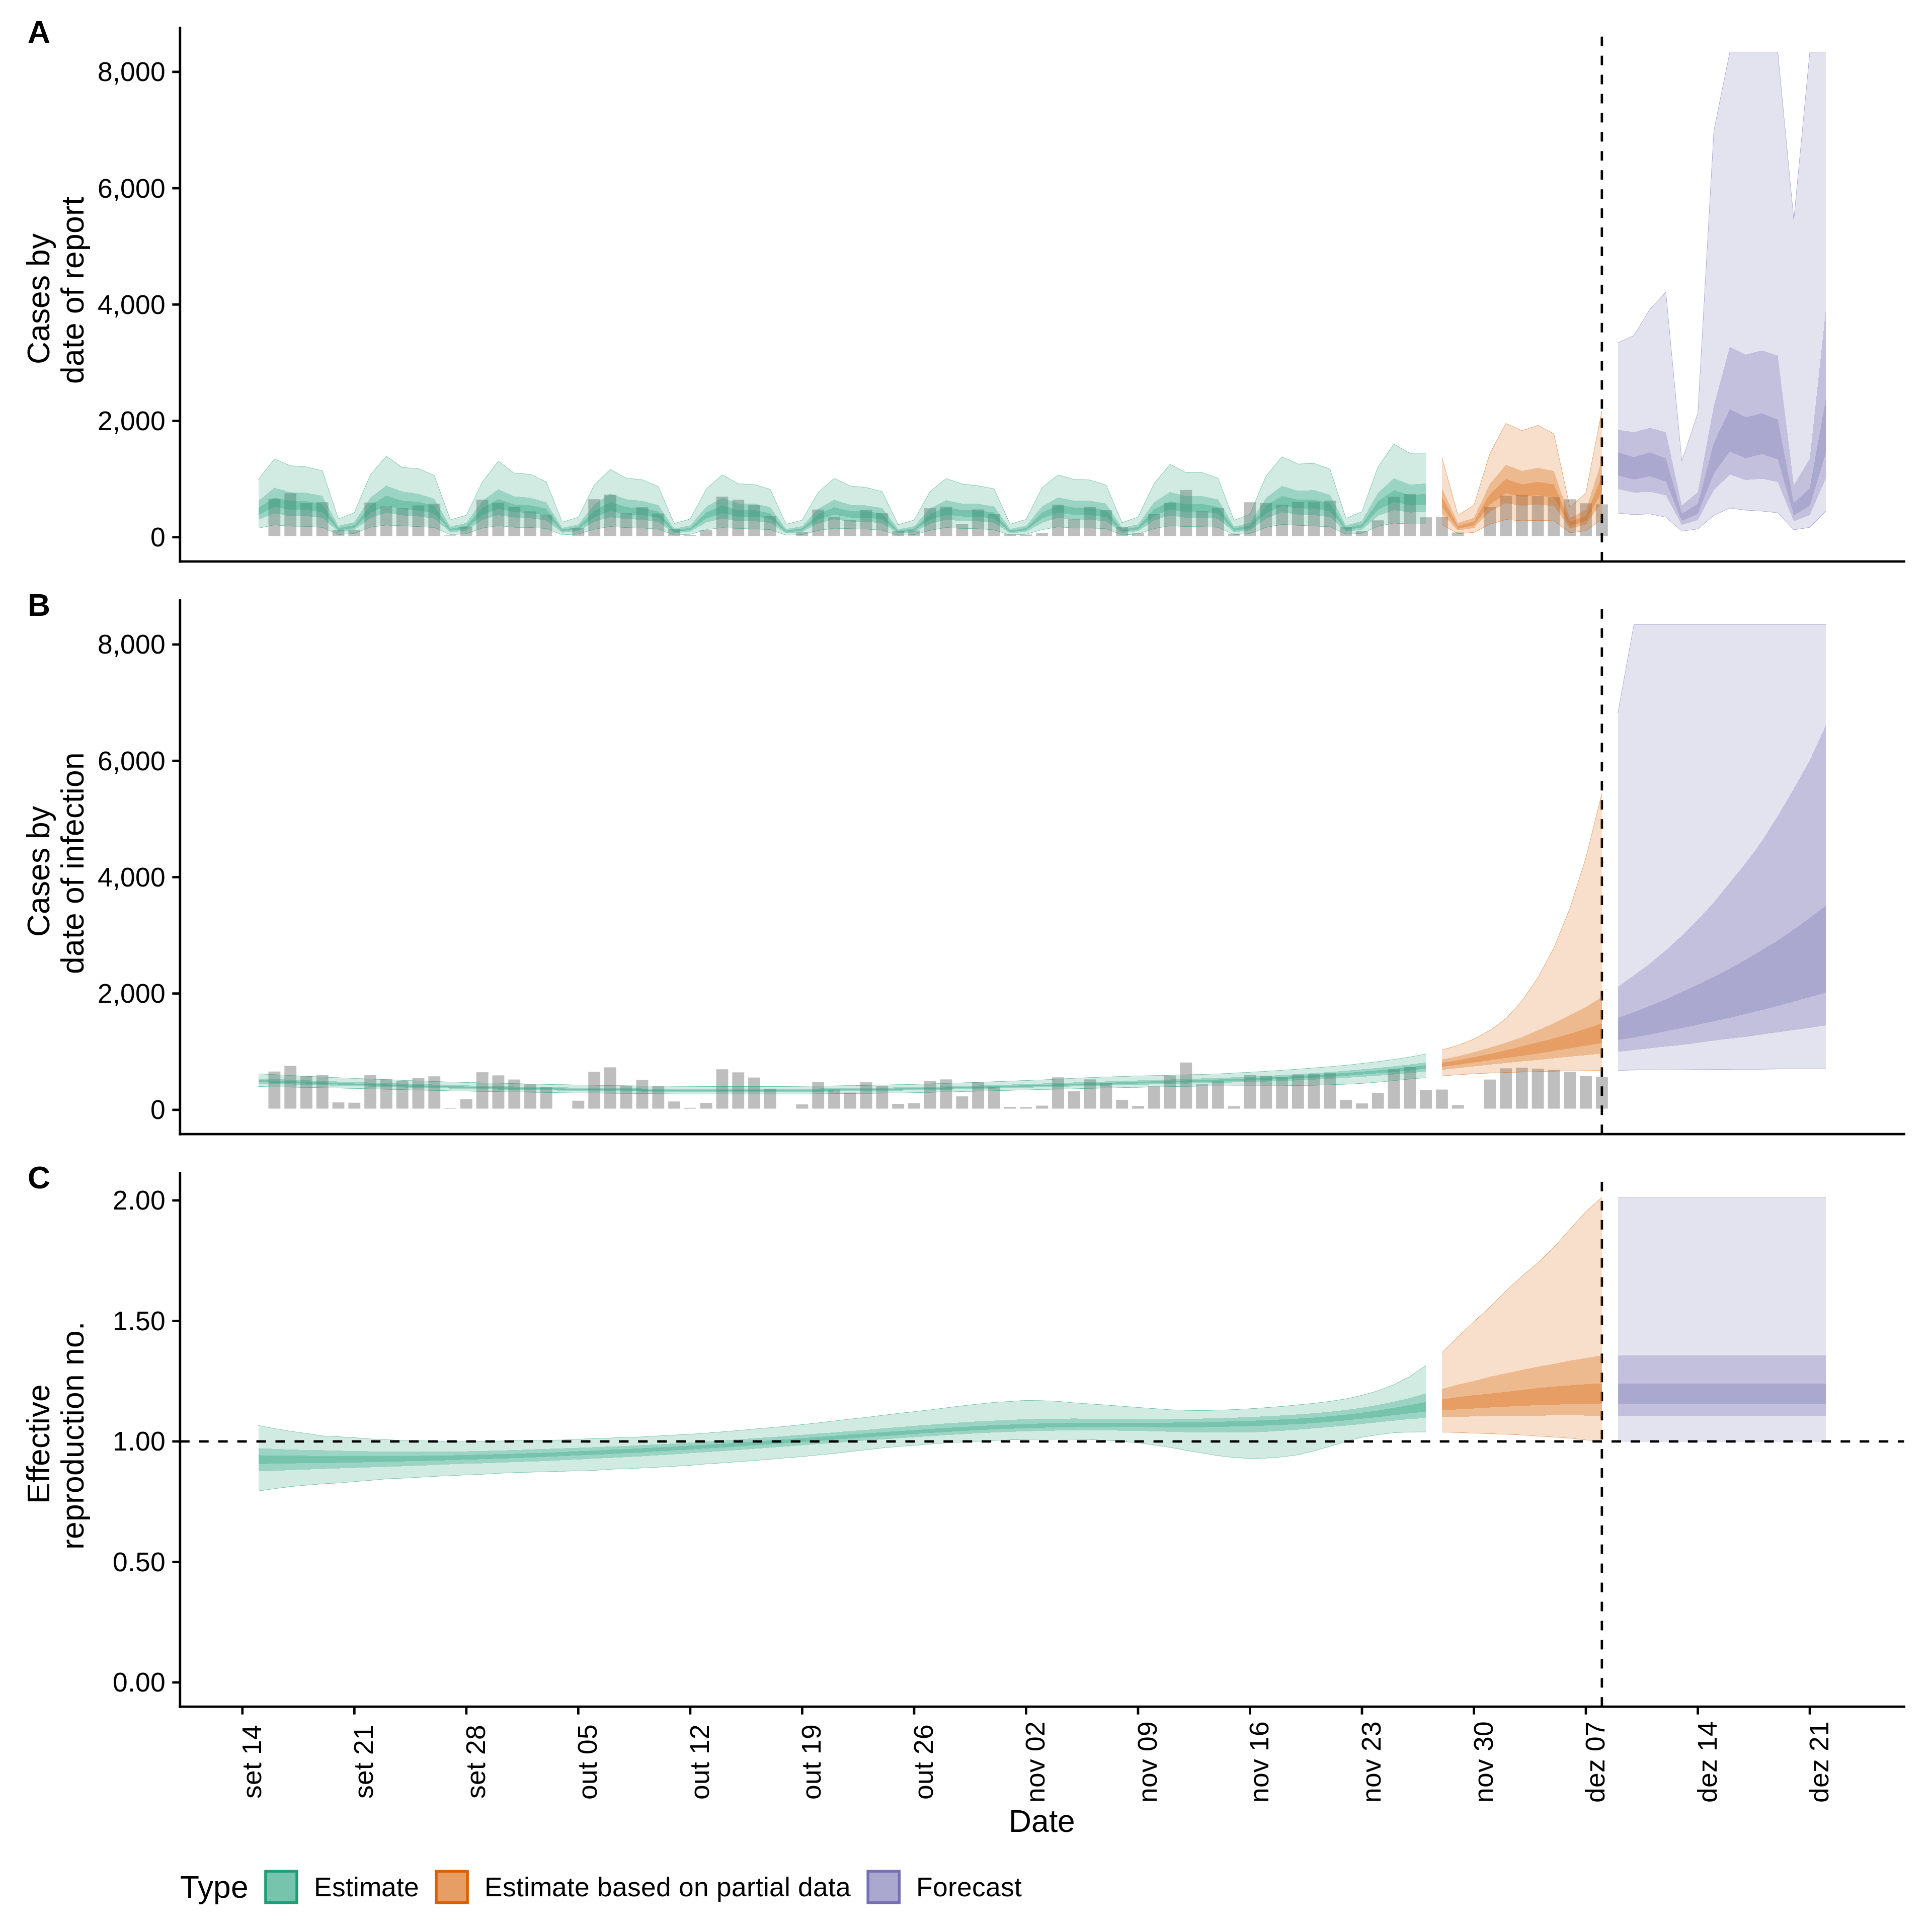 A
8,000
6,000
4,000
2,000
0
Cases by
date of report
B
8,000
6,000
4,000
2,000
0
Cases by
date of infection
C
2.00
1.50
1.00
0.50
0.00
Effective
reproduction no.
set 14
set 21
set 28
out 05
out 12
out 19
out 26
nov 02
nov 09
nov 16
nov 23
nov 30
dez 07
dez 14
dez 21
Date
Type Estimate Estimate based on partial data Forecast